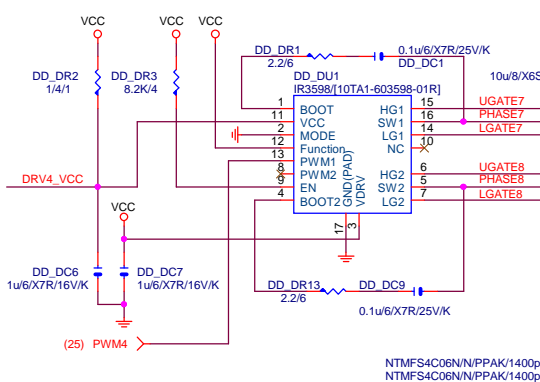 VCC VCC VCC
DD_DR1 0.1u/6/X7R/25V/K
2.2/6 DD_DC1
DD_DR2 DD_DR3 DD_DU1 10u/8/X6S
1/4/1 8.2K/4 IR3598/[10TA1-603598-01R]
1 BOOT HG1 15 UGATE7
11 VCC SW1 16 PHASE7
2 MODE LG1 14 LGATE7
12 Function NC 10
13 PWM1
8 PWM2 HG2 6 UGATE8
DRV4_VCC 9 EN SW2 5 PHASE8
4 BOOT2 LG2 7 LGATE8
GND(PAD) VDRV
17 3
VCC
DD_DC6 DD_DC7
1u/6/X7R/16V/K 1u/6/X7R/16V/K
DD_DR13 DD_DC9
2.2/6
0.1u/6/X7R/25V/K
(25) PWM4
NTMFS4C06N/N/PPAK/1400p
NTMFS4C06N/N/PPAK/1400p